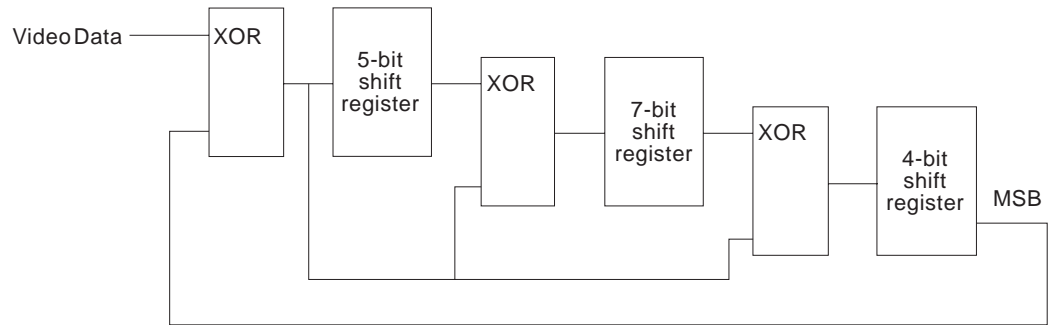 Video Data
XOR
5-bit
shift
register
XOR
7-bit
shift
register
XOR
4-bit
shift
register
MSB